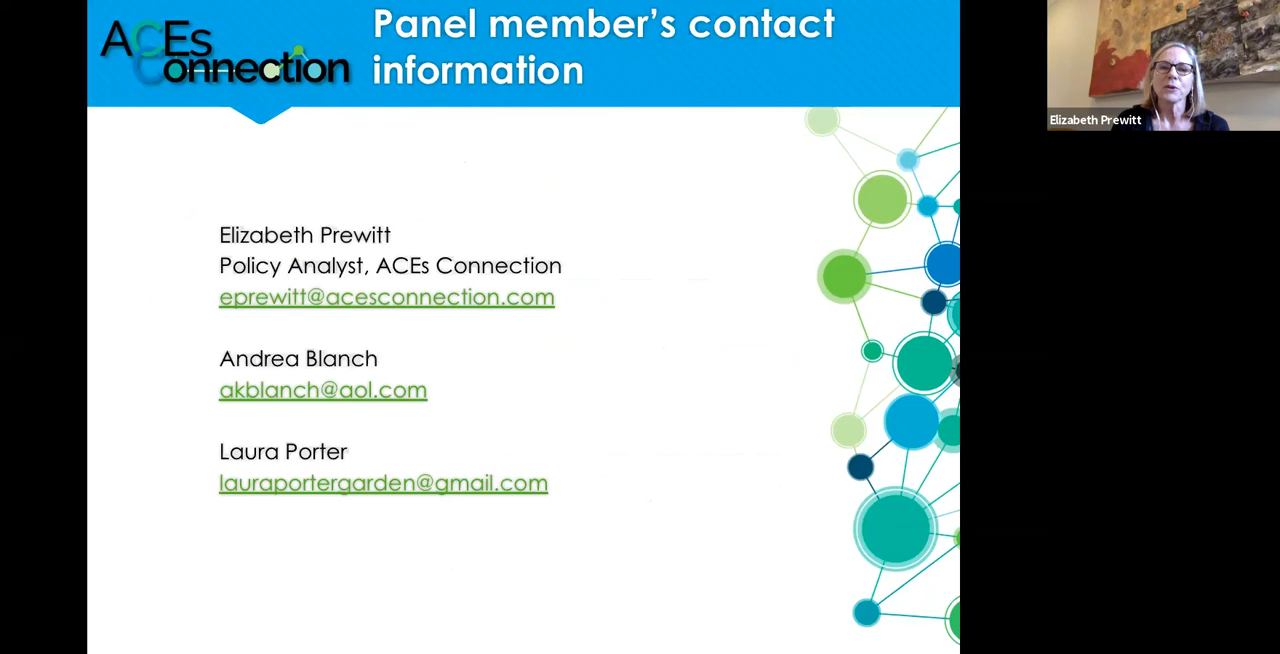 ACEs
Connection
Panel member’s contact
information
Elizabeth Prewitt
Elizabeth Prewitt
Policy Analyst, ACEs Connection
eprewitt@acesconnection.com
Andrea Blanch
akblanch@aol.com
Laura Porter
lauraportergarden@gmail.com